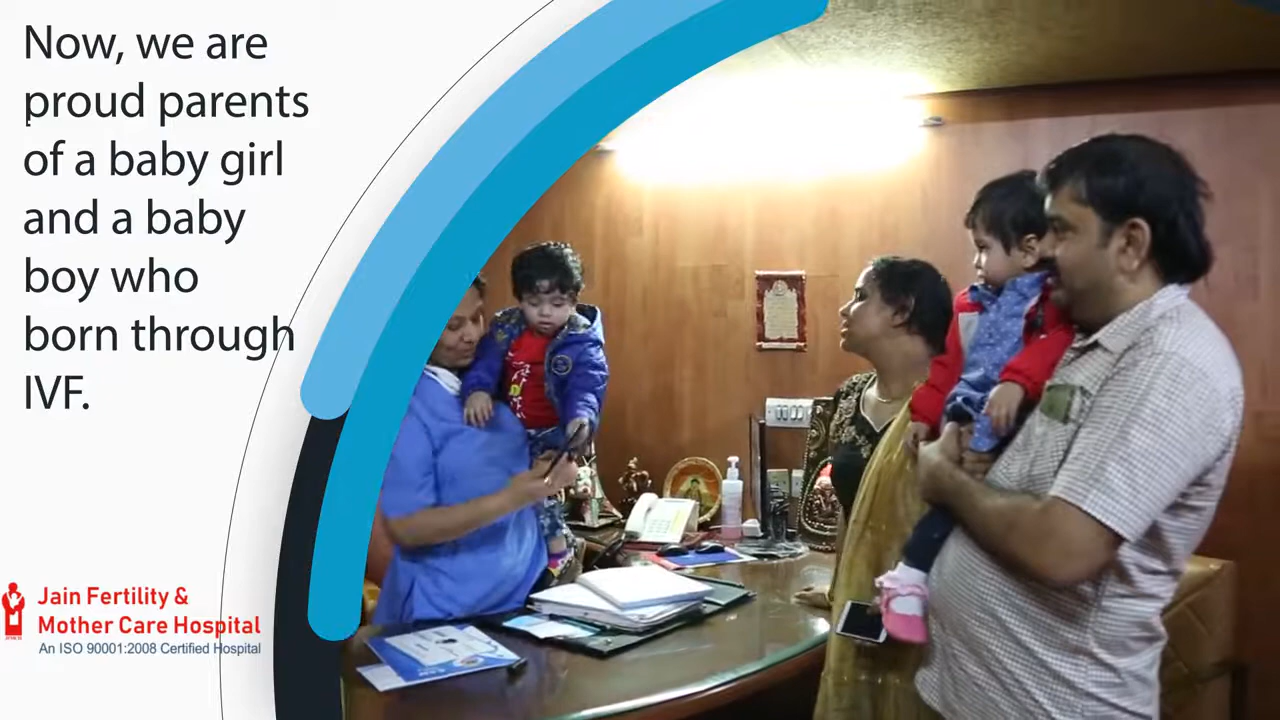 Now, we are
proud parents
of a baby girl
and a baby
boy who
born through
IVF.
Jain Fertility &
Mother Care Hospital
An ISO 90001:2008 Certified Hospital